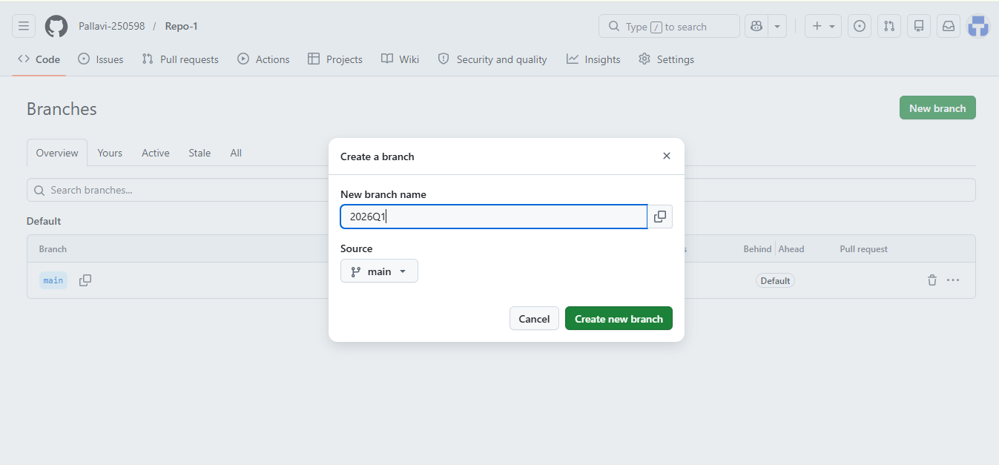 Pallavi-250598 / Repo-1
Type / to search
Code Issues Pull requests Actions Projects Wiki Security and quality Insights Settings
Branches
New branch
Overview Yours Active Stale All
Search branches...
Default
Branch
Behind Ahead Pull request
main
Default
Create a branch
New branch name
2026Q1
Source
main
Cancel Create new branch